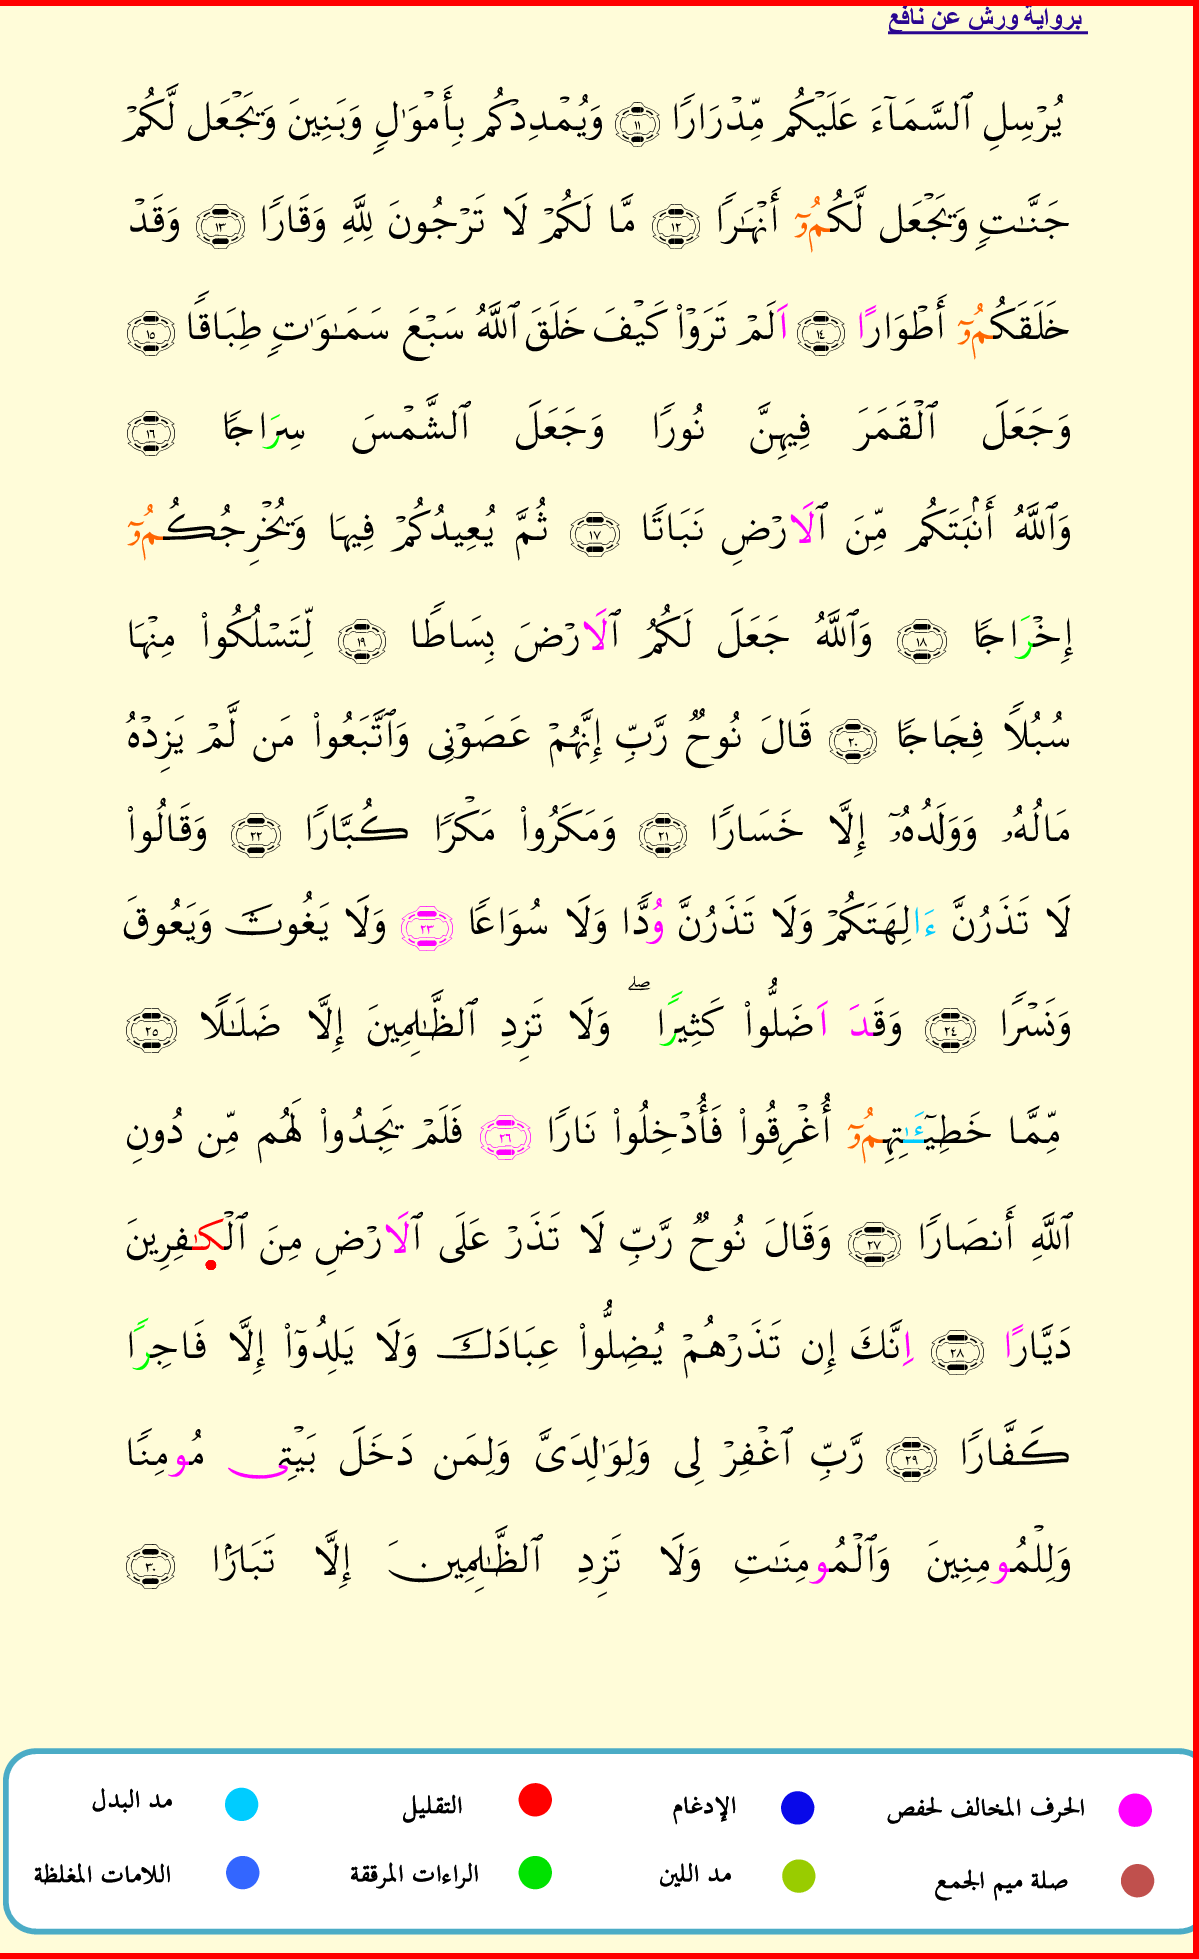 برواية ورش عن نافع
يُرْسِلِ اِ۬لسَّمَآءَ عَلَيْكُم مِّدْرَارٗا ١١ وَيُمْدِدْكُم بِأَمْوَٰلٖ وَبَنِينَ وَيَجْعَل لَّكُمْ
جَنَّٰتٖ وَيَجْعَل لَّكُمُۥٓ أَنْهَٰرٗا ١٢ مَّا لَكُمْ لَا تَرْجُونَ لِلهِ وَقَارٗا ١٣ وَقَدْ
خَلَقَكُمُۥٓ أَطْوَارًا ١٤ اَلَمْ تَرَوْاْ كَيْفَ خَلَقَ ٱللَّهُ سَبْعَ سَمَٰوَٰتٖ طِبَاقٗا ١٥
وَجَعَلَ ٱلْقَمَرَ فِيهِنَّ نُورٗا وَجَعَلَ ٱلشَّمْسَ سِرَاجٗا ١٦
وَٱللَّهُ أَنۢبَتَكُم مِّنَ ٱلَارْضِ نَبَاتٗا ١٧ ثُمَّ يُعِيدُكُمْ فِيهَا وَيُخْرِجُكُمُۥٓ
إِخْرَاجٗا ١٨ وَٱللَّهُ جَعَلَ لَكُمُ ٱلَارْضَ بِسَاطٗا ١٩ لِّتَسْلُكُواْ مِنْهَا
سُبُلٗا فِجَاجٗا ٢٠ قَالَ نُوحٞ رَّبِّ إِنَّهُمْ عَصَوْنِى وَٱتَّبَعُواْ مَن لَّمْ يَزِدْهُ
مَالُهُۥ وَوَلَدُهُۥٓ إِلَّا خَسَارٗا ٢١ وَمَكَرُواْ مَكْرٗا كُبَّارٗا ٢٢ وَقَالُواْ
لَا تَذَرُنَّ ءَالِهَتَكُمْ وَلَا تَذَرُنَّ وُدّٗا وَلَا سُوَاعٗا ٢٣ وَلَا يَغُوثَ وَيَعُوقَ
وَنَسْرٗا ٢٤ وَقَدَ اَضَلُّواْ كَثِيرٗا ۖ وَلَا تَزِدِ ٱلظَّٰلِمِينَ إِلَّا ضَلَٰلٗا ٢٥
مِّمَّا خَطِيٓـَٰٔتِهِمُۥٓ أُغْرِقُواْ فَأُدْخِلُواْ نَارٗا ٢٦ فَلَمْ يَجِدُواْ لَهُم مِّن دُونِ
ٱللَّهِ أَنصَارٗا ٢٧ وَقَالَ نُوحٞ رَّبِّ لَا تَذَرْ عَلَى ٱلَارْضِ مِنَ ٱلْكٰ۪فِرِينَ
دَيَّارًا ٢٨ اِنَّكَ إِن تَذَرْهُمْ يُضِلُّواْ عِبَادَكَ وَلَا يَلِدُوٓاْ إِلَّا فَاجِرٗا
كَفَّارٗا ٢٩ رَّبِّ ٱغْفِرْ لِى وَلِوَٰلِدَىَّ وَلِمَن دَخَلَ بَيْتِى مُومِنٗا
وَلِلْمُومِنِينَ وَٱلْمُومِنَٰتِ وَلَا تَزِدِ ٱلظَّٰلِمِينَ إِلَّا تَبَارَۢا ٣٠
الحرف المخالف لحفص الإدغام التقليل مد البدل
صلة ميم الجمع مد اللين الراءات المرققة اللامات المغلظة